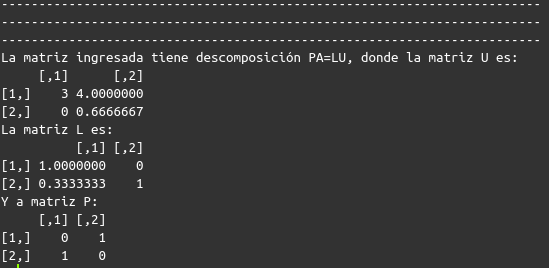 --------------------------------------------------------------------------
--------------------------------------------------------------------------
--------------------------------------------------------------------------
La matriz ingresada tiene descomposición PA=LU, donde la matriz U es:
     [,1]      [,2]
[1,]    3 4.0000000
[2,]    0 0.6666667
La matriz L es:
          [,1] [,2]
[1,] 1.0000000    0
[2,] 0.3333333    1
Y a matriz P:
     [,1] [,2]
[1,]    0    1
[2,]    1    0